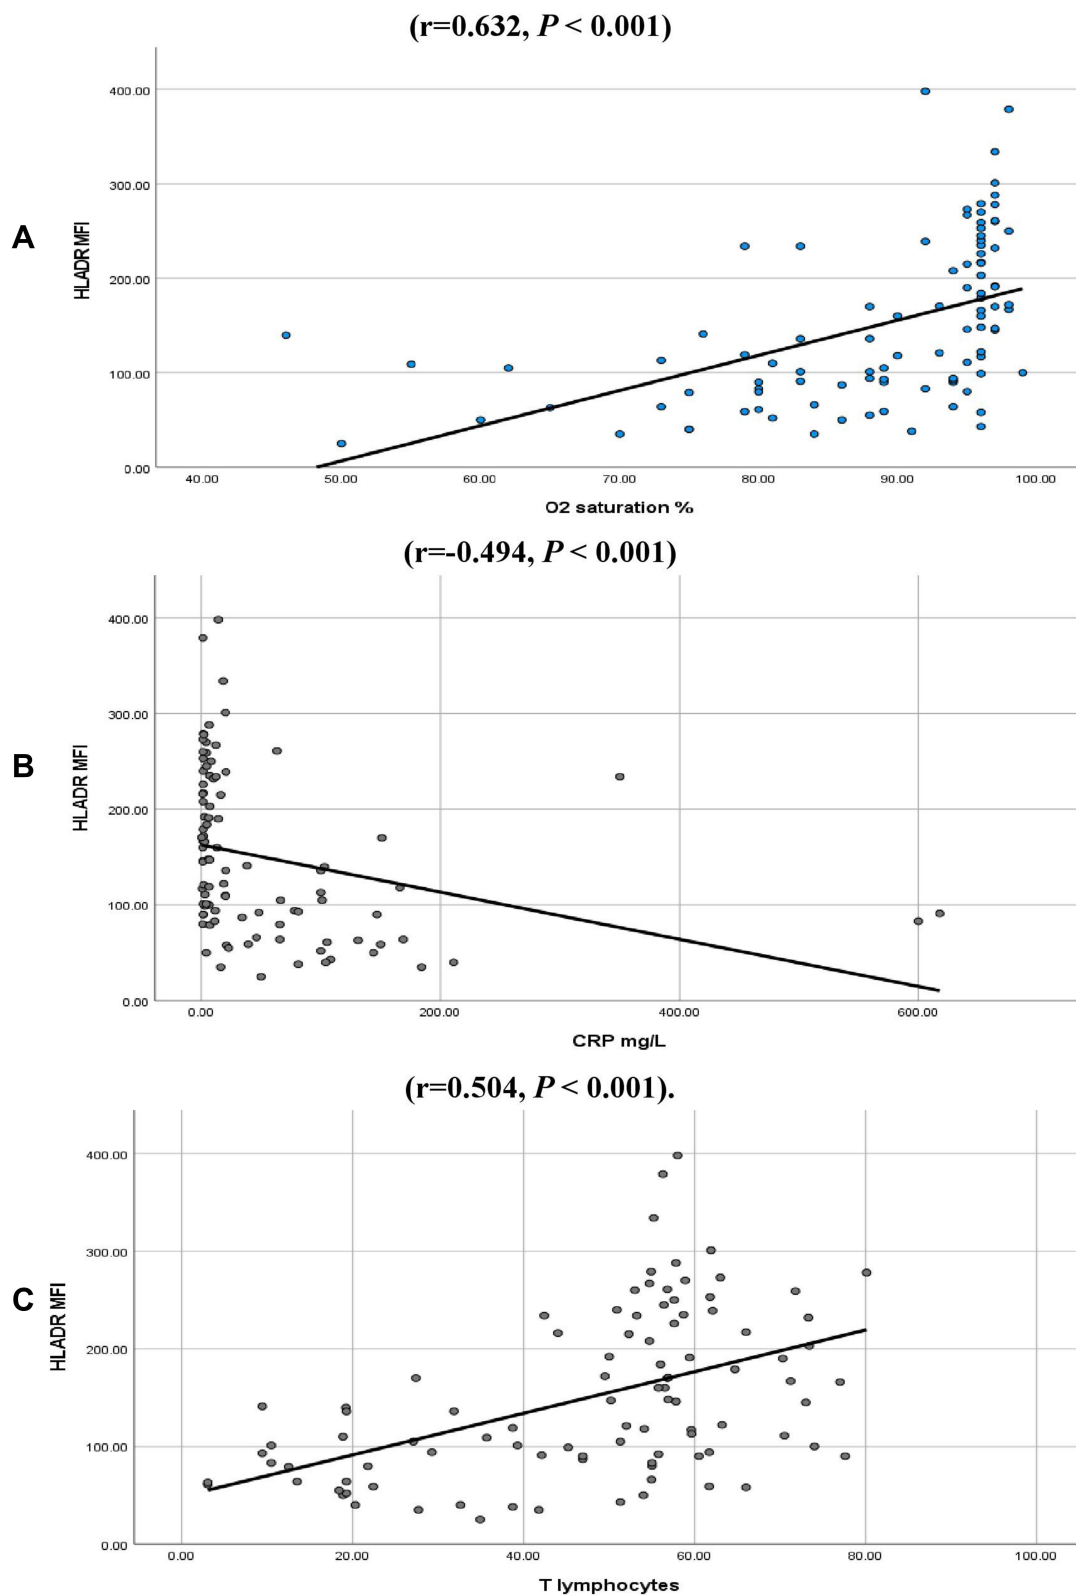 (r=0.632, P < 0.001)
400.00
300.00
A
HLADR MFI
200.00
100.00
0.00
40.00 50.00 60.00 70.00 80.00 90.00 100.00
O2 saturation %
(r=-0.494, P < 0.001)
400.00
300.00
B
HLADR MFI
200.00
100.00
0.00
0.00 200.00 400.00 600.00
CRP mg/L
(r=0.504, P < 0.001).
400.00
300.00
C
HLADR MFI
200.00
100.00
0.00
0.00 20.00 40.00 60.00 80.00 100.00
T lymphocytes